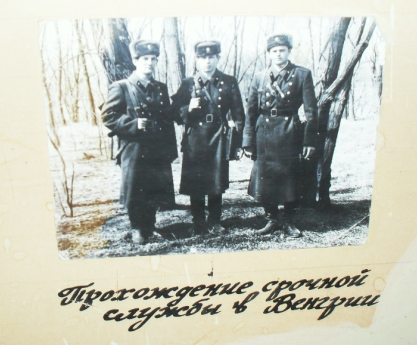 Прохождение срочной
службы в Венгрии